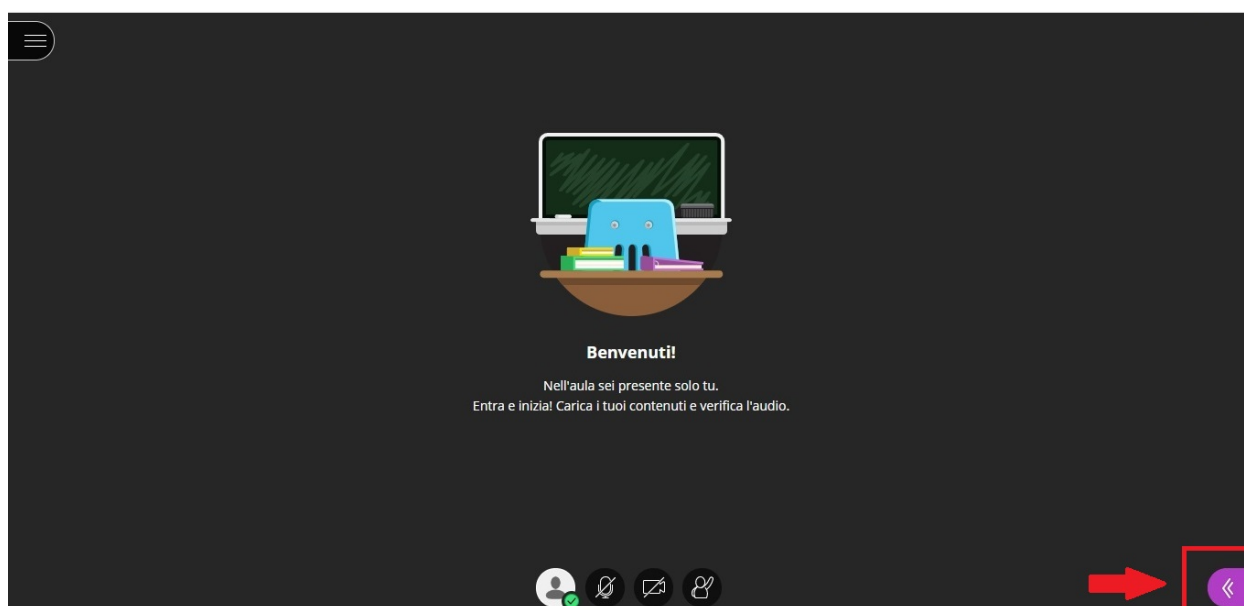 Benvenuti!
Nell'aula sei presente solo tu.
Entra e inizia! Carica i tuoi contenuti e verifica l'audio.